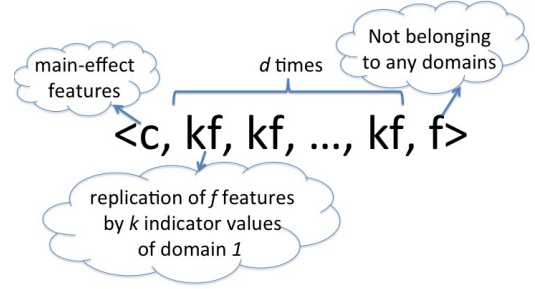 main-effect
features
d times
Not belonging
to any domains
<c, kf, kf, ..., kf, f>
replication of f features
by k indicator values
of domain 1